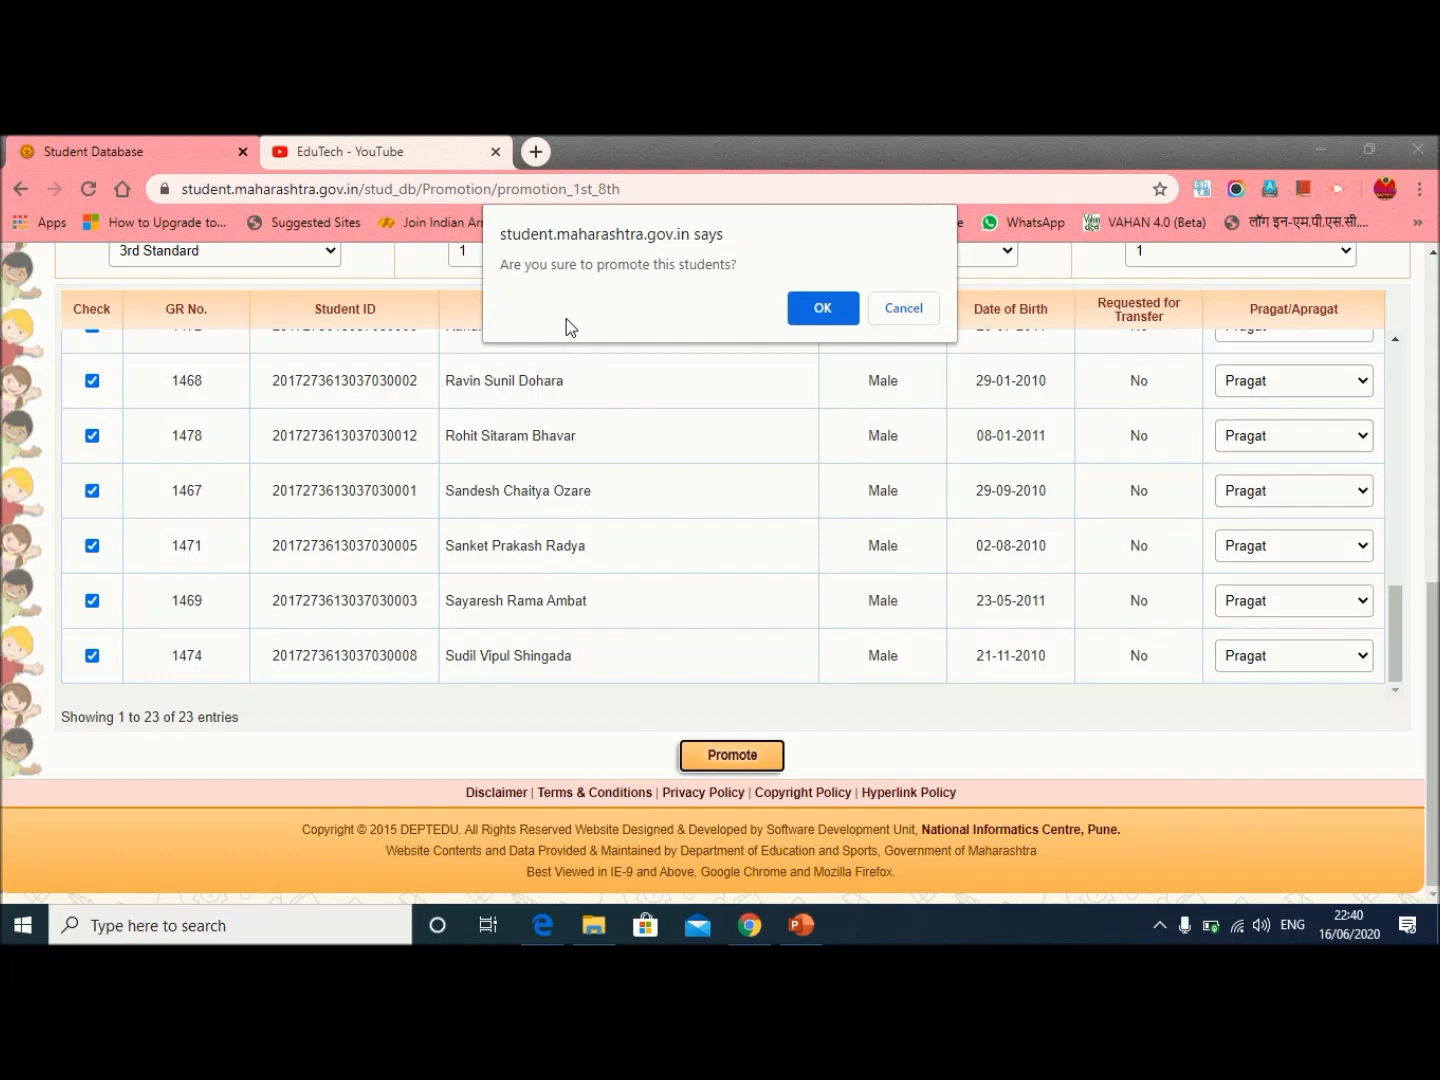 Student Database
EduTech - YouTube
student.maharashtra.gov.in/stud_db/Promotion/promotion_1st_8th
Apps
How to Upgrade to...
Suggested Sites
Join Indian Ar
e
WhatsApp
VAHAN 4.0 (Beta)
लॉग इन-एम.पी.एस.सी....
»
student.maharashtra.gov.in says
Are you sure to promote this students?
OK
Cancel
3rd Standard
1
1
Check
GR No.
Student ID
Date of Birth
Requested for
Transfer
Pragat/Apragat
1468 2017273613037030002 Ravin Sunil Dohara Male 29-01-2010 No Pragat
1478 2017273613037030012 Rohit Sitaram Bhavar Male 08-01-2011 No Pragat
1467 2017273613037030001 Sandesh Chaitya Ozare Male 29-09-2010 No Pragat
1471 2017273613037030005 Sanket Prakash Radya Male 02-08-2010 No Pragat
1469 2017273613037030003 Sayaresh Rama Ambat Male 23-05-2011 No Pragat
1474 2017273613037030008 Sudil Vipul Shingada Male 21-11-2010 No Pragat
Showing 1 to 23 of 23 entries
Promote
Disclaimer | Terms & Conditions | Privacy Policy | Copyright Policy | Hyperlink Policy
Copyright © 2015 DEPTEDU. All Rights Reserved Website Designed & Developed by Software Development Unit, National Informatics Centre, Pune.
Website Contents and Data Provided & Maintained by Department of Education and Sports, Government of Maharashtra
Best Viewed in IE-9 and Above, Google Chrome and Mozilla Firefox.
Type here to search
ENG
22:40
16/06/2020